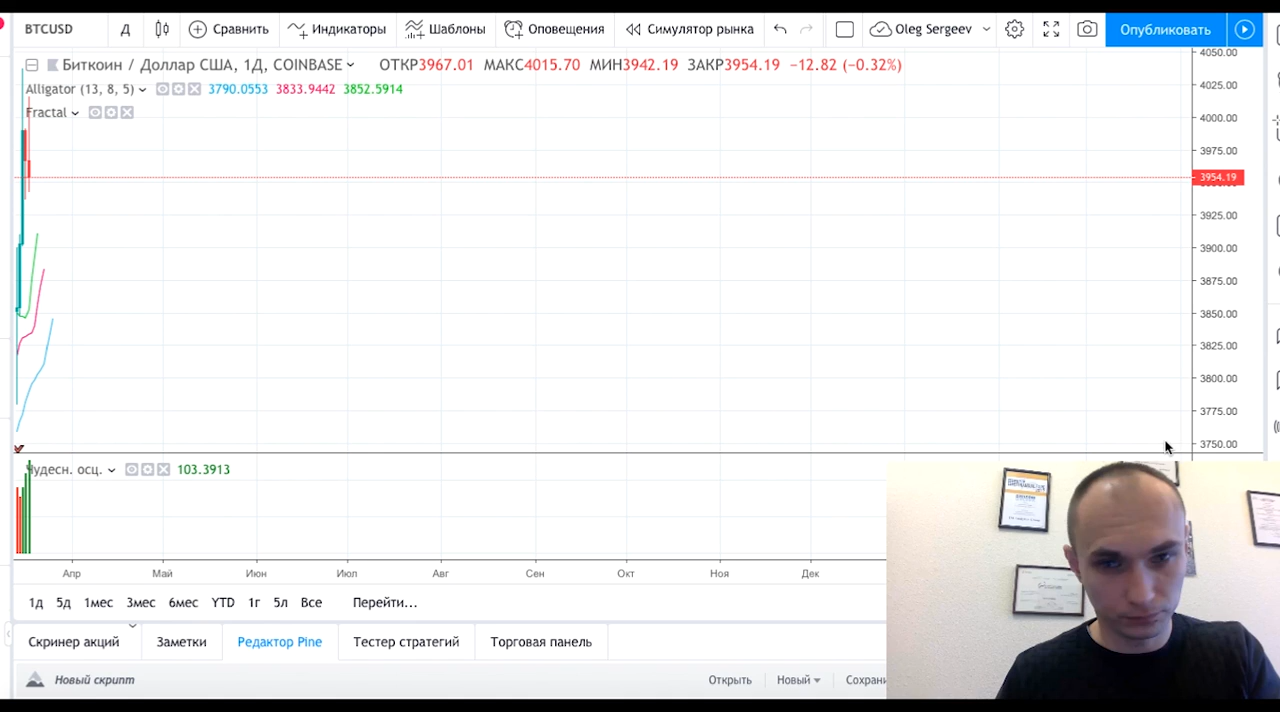 BTCUSD Д Сравнить Индикаторы Шаблоны Оповещения Симулятор рынка Oleg Sergeev Опубликовать
Биткоин / Доллар США, 1Д, COINBASE ОТКР3967.01 МАКС4015.70 МИН3942.19 ЗАКР3954.19 −12.82 (−0.32%)
Alligator (13, 8, 5) 3790.0553 3833.9442 3852.5914
Fractal
4050.00
4025.00
4000.00
3975.00
3954.19
3925.00
3900.00
3875.00
3850.00
3825.00
3800.00
3775.00
3750.00
Чудесн. осц. 103.3913
Апр Май Июн Июл Авг Сен Окт Ноя Дек
1д 5д 1мес 3мес 6мес YTD 1г 5л Все Перейти...
Скринер акций Заметки Редактор Pine Тестер стратегий Торговая панель
Новый скрипт Открыть Новый